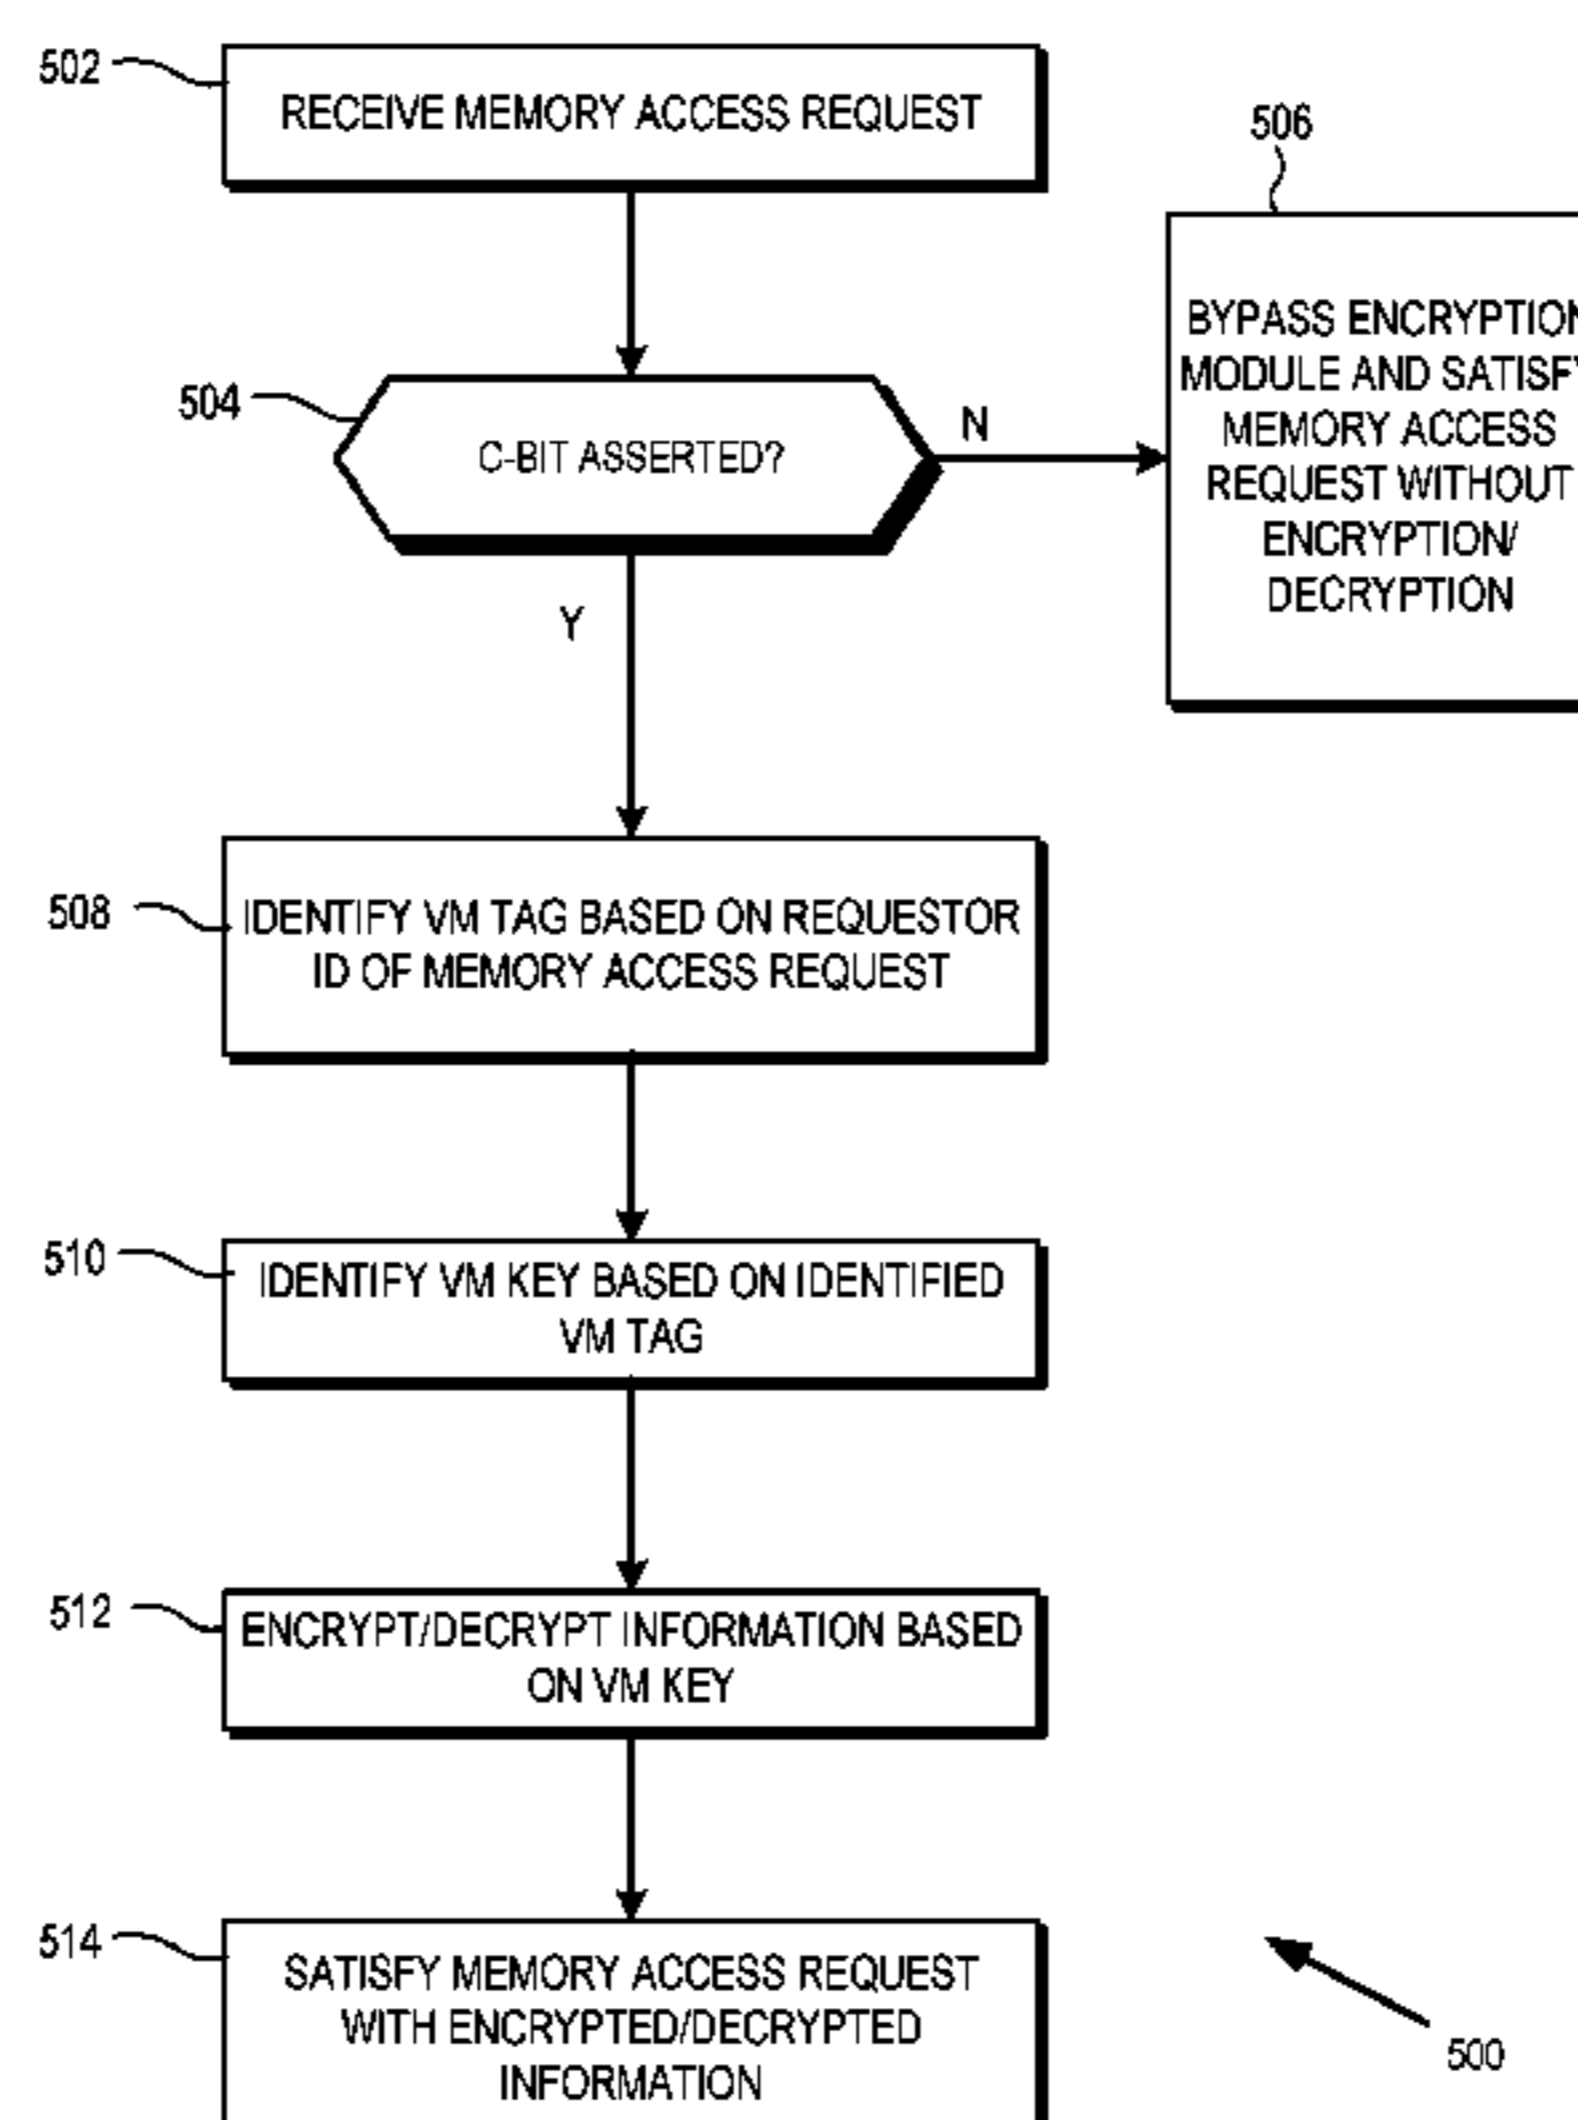 502
RECEIVE MEMORY ACCESS REQUEST
506
BYPASS ENCRYPTION
MODULE AND SATISFY
MEMORY ACCESS
REQUEST WITHOUT
ENCRYPTION/
DECRYPTION
504
C-BIT ASSERTED?
N
Y
508
IDENTIFY VM TAG BASED ON REQUESTOR
ID OF MEMORY ACCESS REQUEST
510
IDENTIFY VM KEY BASED ON IDENTIFIED
VM TAG
512
ENCRYPT/DECRYPT INFORMATION BASED
ON VM KEY
514
SATISFY MEMORY ACCESS REQUEST
WITH ENCRYPTED/DECRYPTED
INFORMATION
500